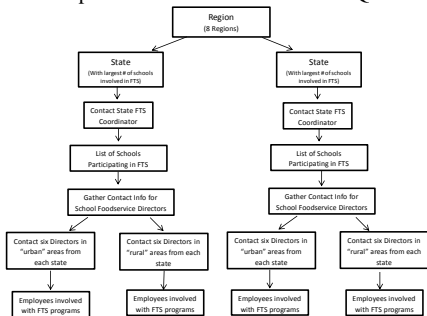 Region
(8 Regions)
State
(With largest # of schools
involved in FTS)
State
(With largest # of schools
involved in FTS)
Contact State FTS
Coordinator
Contact State FTS
Coordinator
List of Schools
Participating in FTS
List of Schools
Participating in FTS
Gather Contact Info for
School Foodservice Directors
Gather Contact Info for
School Foodservice Directors
Contact six Directors in
"urban" areas from
each state
Contact six Directors in
"rural" areas from each
state
Contact six Directors in
"urban" areas from
each state
Contact six Directors in
"rural" areas from each
state
Employees involved
with FTS programs
Employees involved
with FTS programs
Employees involved
with FTS programs
Employees involved
with FTS programs